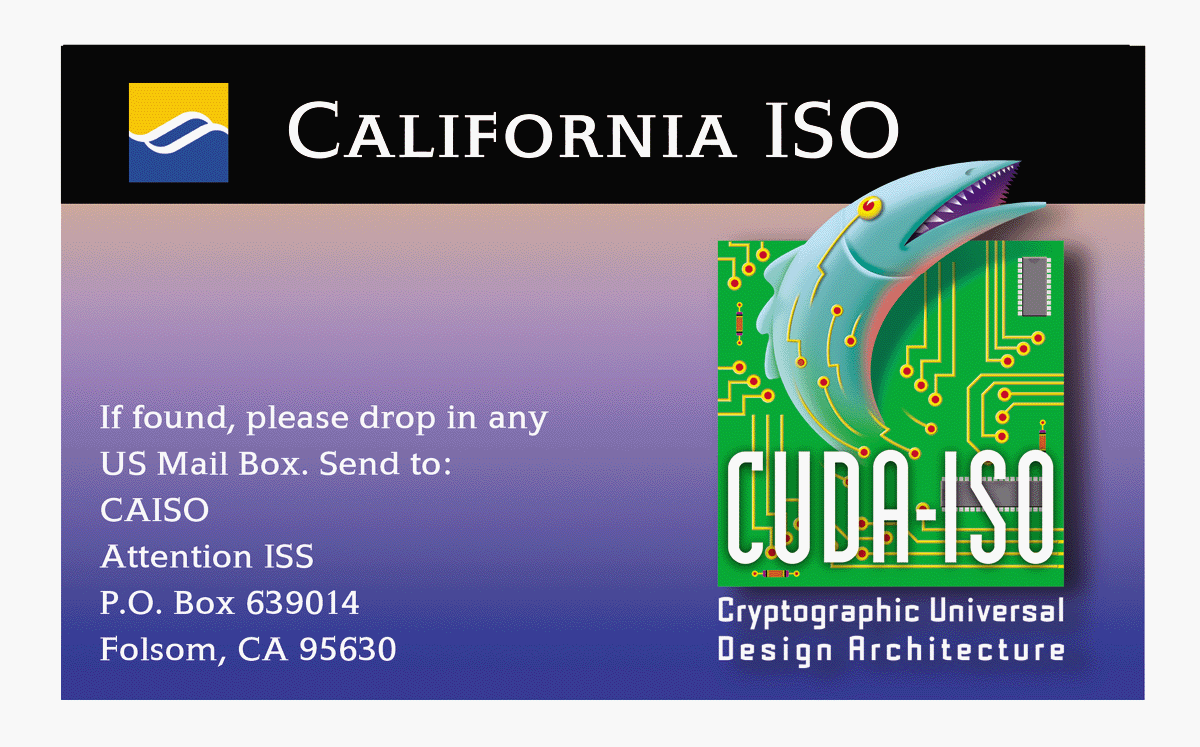 California ISO
If found, please drop in any
US Mail Box. Send to:
CAISO
Attention ISS
P.O. Box 639014
Folsom, CA 95630
CUDA-ISO
Cryptographic Universal
Design Architecture